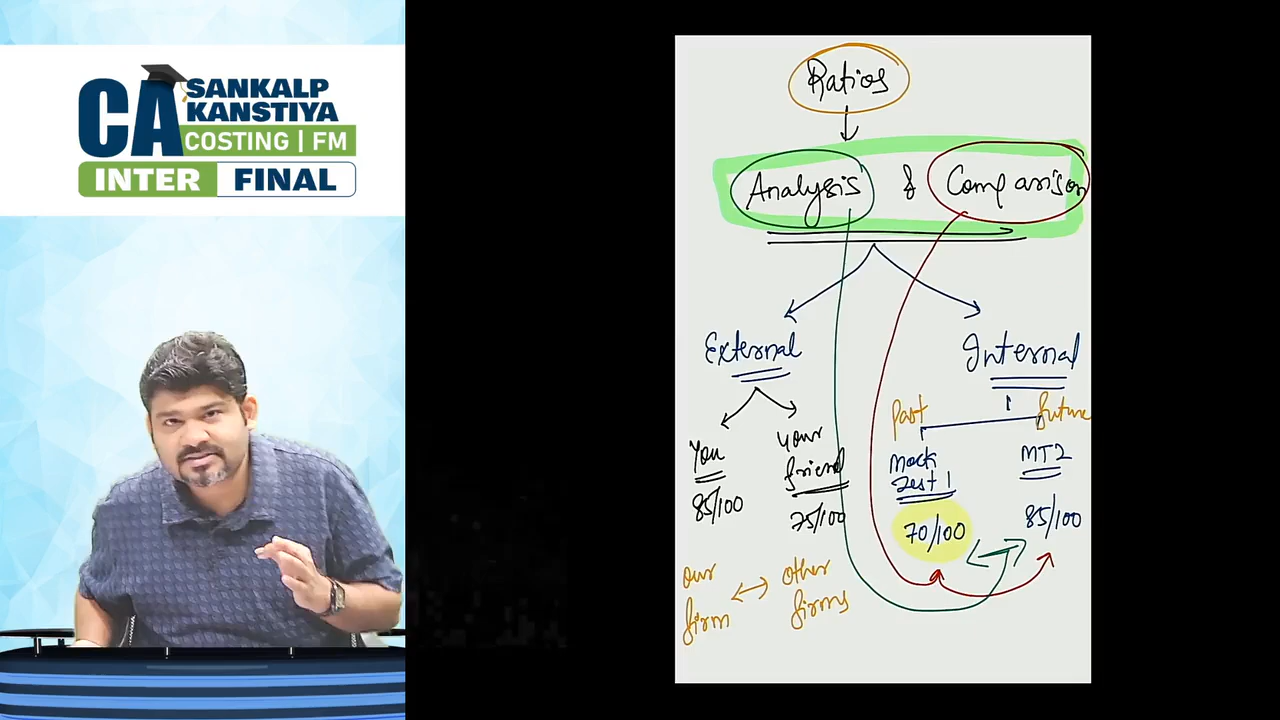 CA SANKALP KANSTIYA
COSTING | FM
INTER FINAL
Ratios
Analysis & Comparison
External
Internal
You
85/100
your friend
75/100
Past
future
Mock Test 1
MT2
70/100
85/100
our firm
other firms